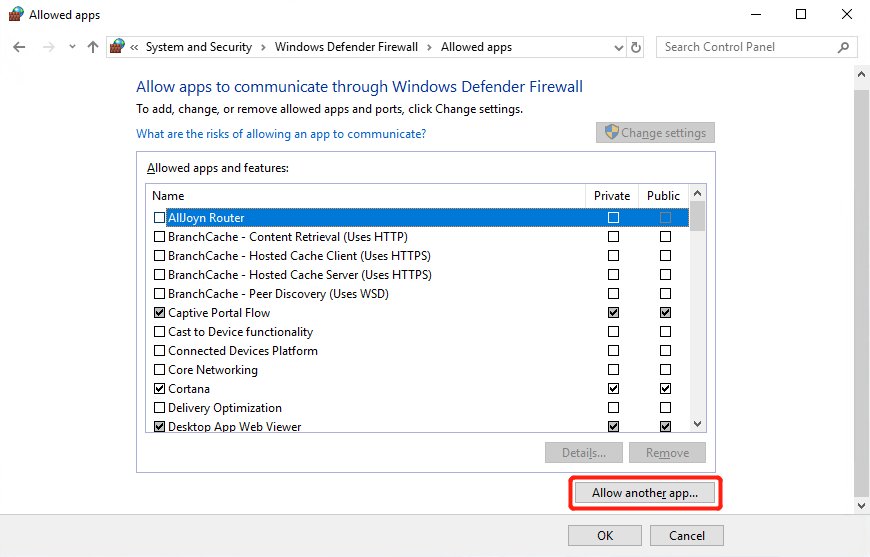 Allowed apps
« System and Security > Windows Defender Firewall > Allowed apps
Search Control Panel
Allow apps to communicate through Windows Defender Firewall
To add, change, or remove allowed apps and ports, click Change settings.
What are the risks of allowing an app to communicate?
Change settings
Allowed apps and features:
Name Private Public
AllJoyn Router
BranchCache - Content Retrieval (Uses HTTP)
BranchCache - Hosted Cache Client (Uses HTTPS)
BranchCache - Hosted Cache Server (Uses HTTPS)
BranchCache - Peer Discovery (Uses WSD)
Captive Portal Flow
Cast to Device functionality
Connected Devices Platform
Core Networking
Cortana
Delivery Optimization
Desktop App Web Viewer
Details... Remove
Allow another app...
OK Cancel